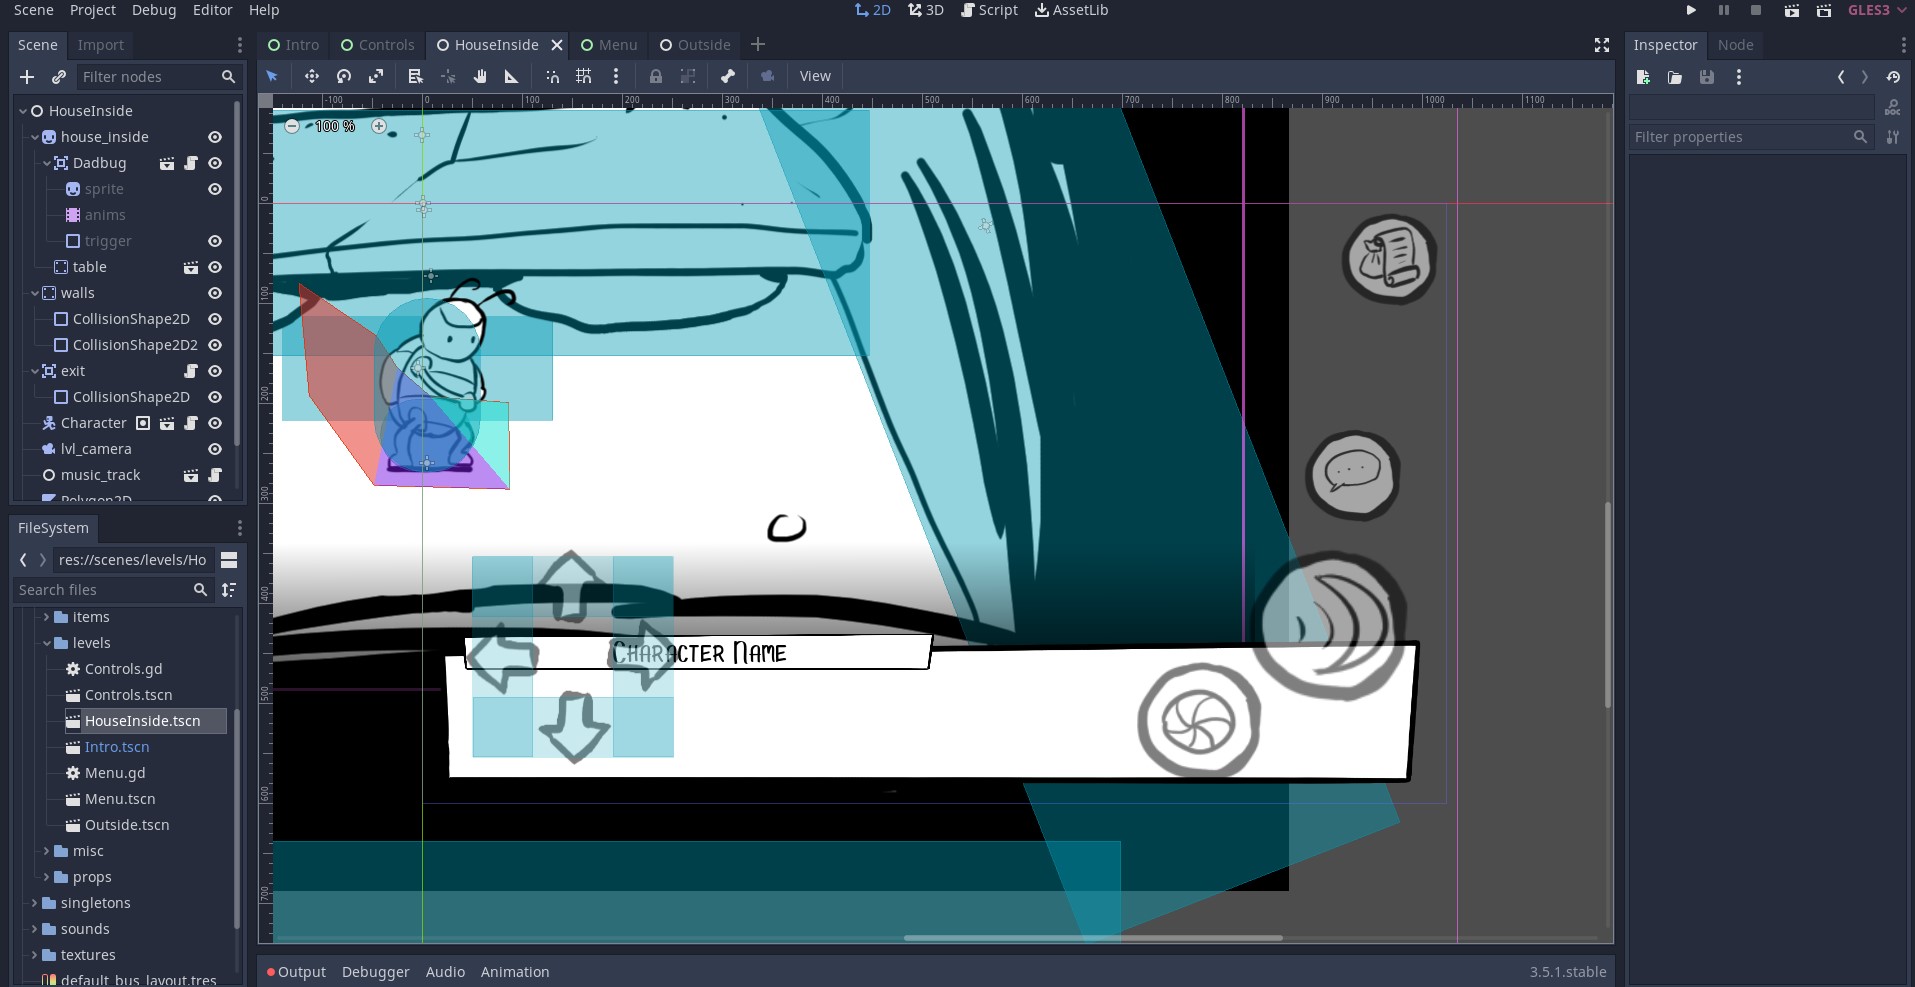 Scene Project Debug Editor Help 2D 3D Script AssetLib GLES3
Scene Import
Filter nodes
HouseInside
house_inside
Dadbug
sprite
anims
trigger
table
walls
CollisionShape2D
CollisionShape2D2
exit
CollisionShape2D
Character
lvl_camera
music_track
Polygon2D
FileSystem
res://scenes/levels/Ho
Search files
items
levels
Controls.gd
Controls.tscn
HouseInside.tscn
Intro.tscn
Menu.gd
Menu.tscn
Outside.tscn
misc
props
singletons
sounds
textures
default_bus_layout.tres
Intro Controls HouseInside Menu Outside
View
-100 0 100 200 300 400 500 600 700 800 900 1000 1100
100 %
0
100
200
300
400
500
600
700
Character Name
Output Debugger Audio Animation 3.5.1.stable
Inspector Node
DOC
Filter properties